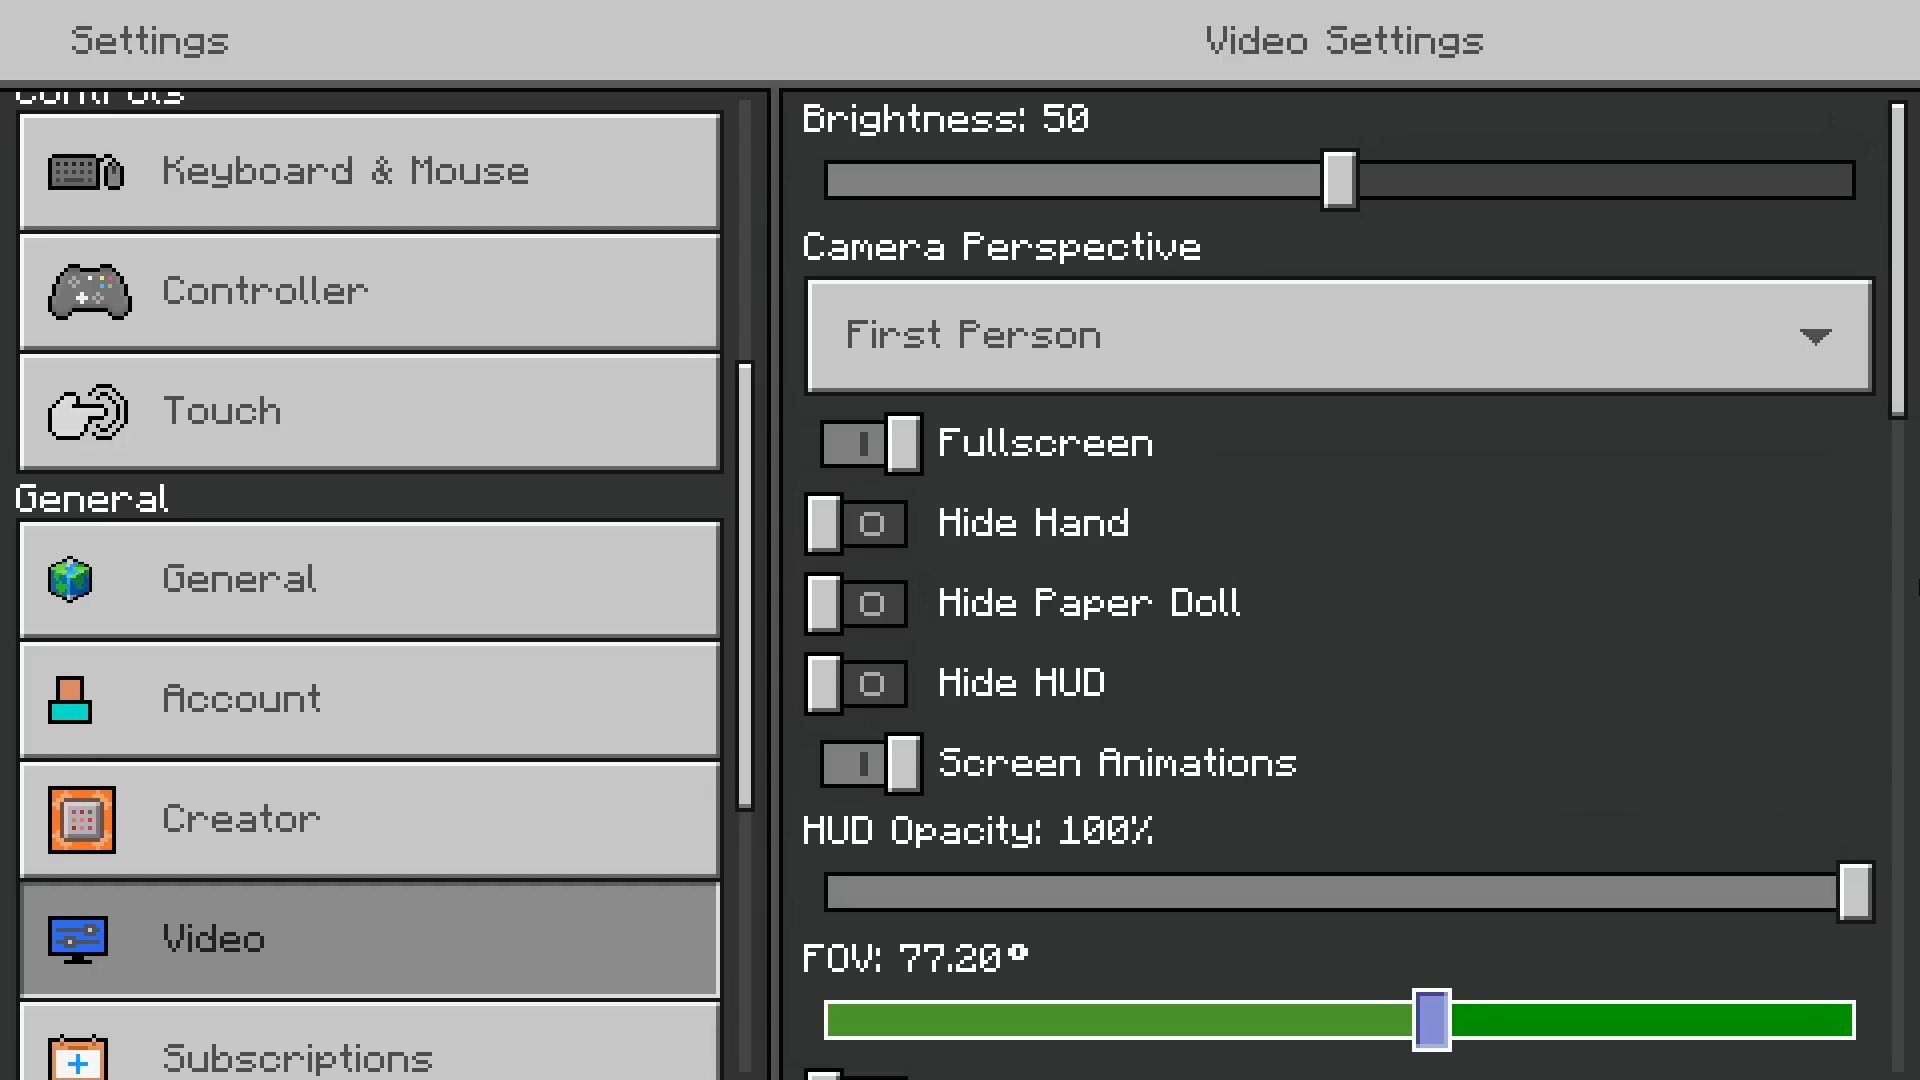 Settings
Video Settings
Controls
Keyboard & Mouse
Controller
Touch
General
General
Account
Creator
Video
Subscriptions
Brightness: 50
Camera Perspective
First Person
Fullscreen
Hide Hand
Hide Paper Doll
Hide HUD
Screen Animations
HUD Opacity: 100%
FOV: 77.20°